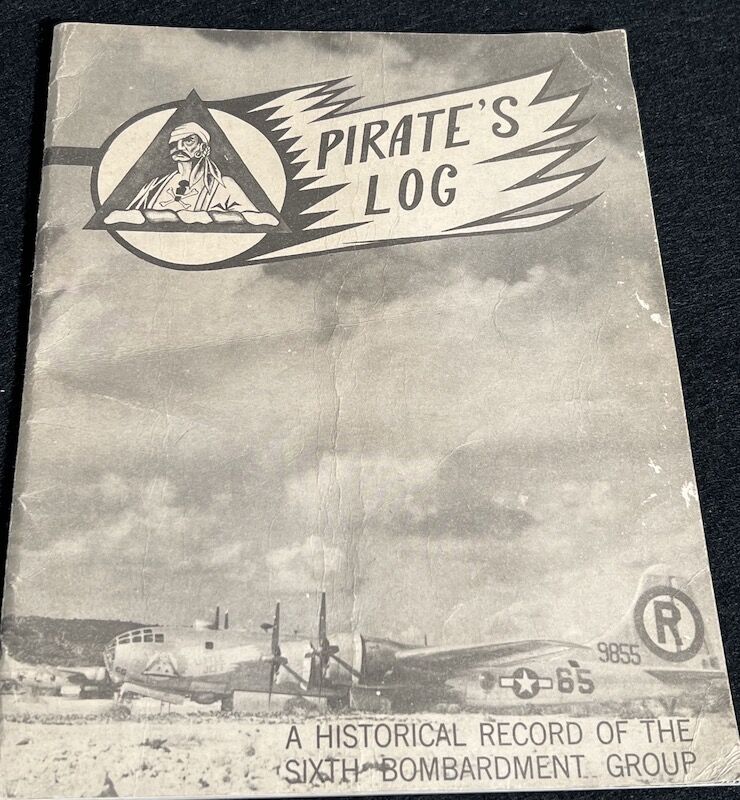 PIRATE'S
LOG
R
9855
65
A HISTORICAL RECORD OF THE
SIXTH BOMBARDMENT GROUP